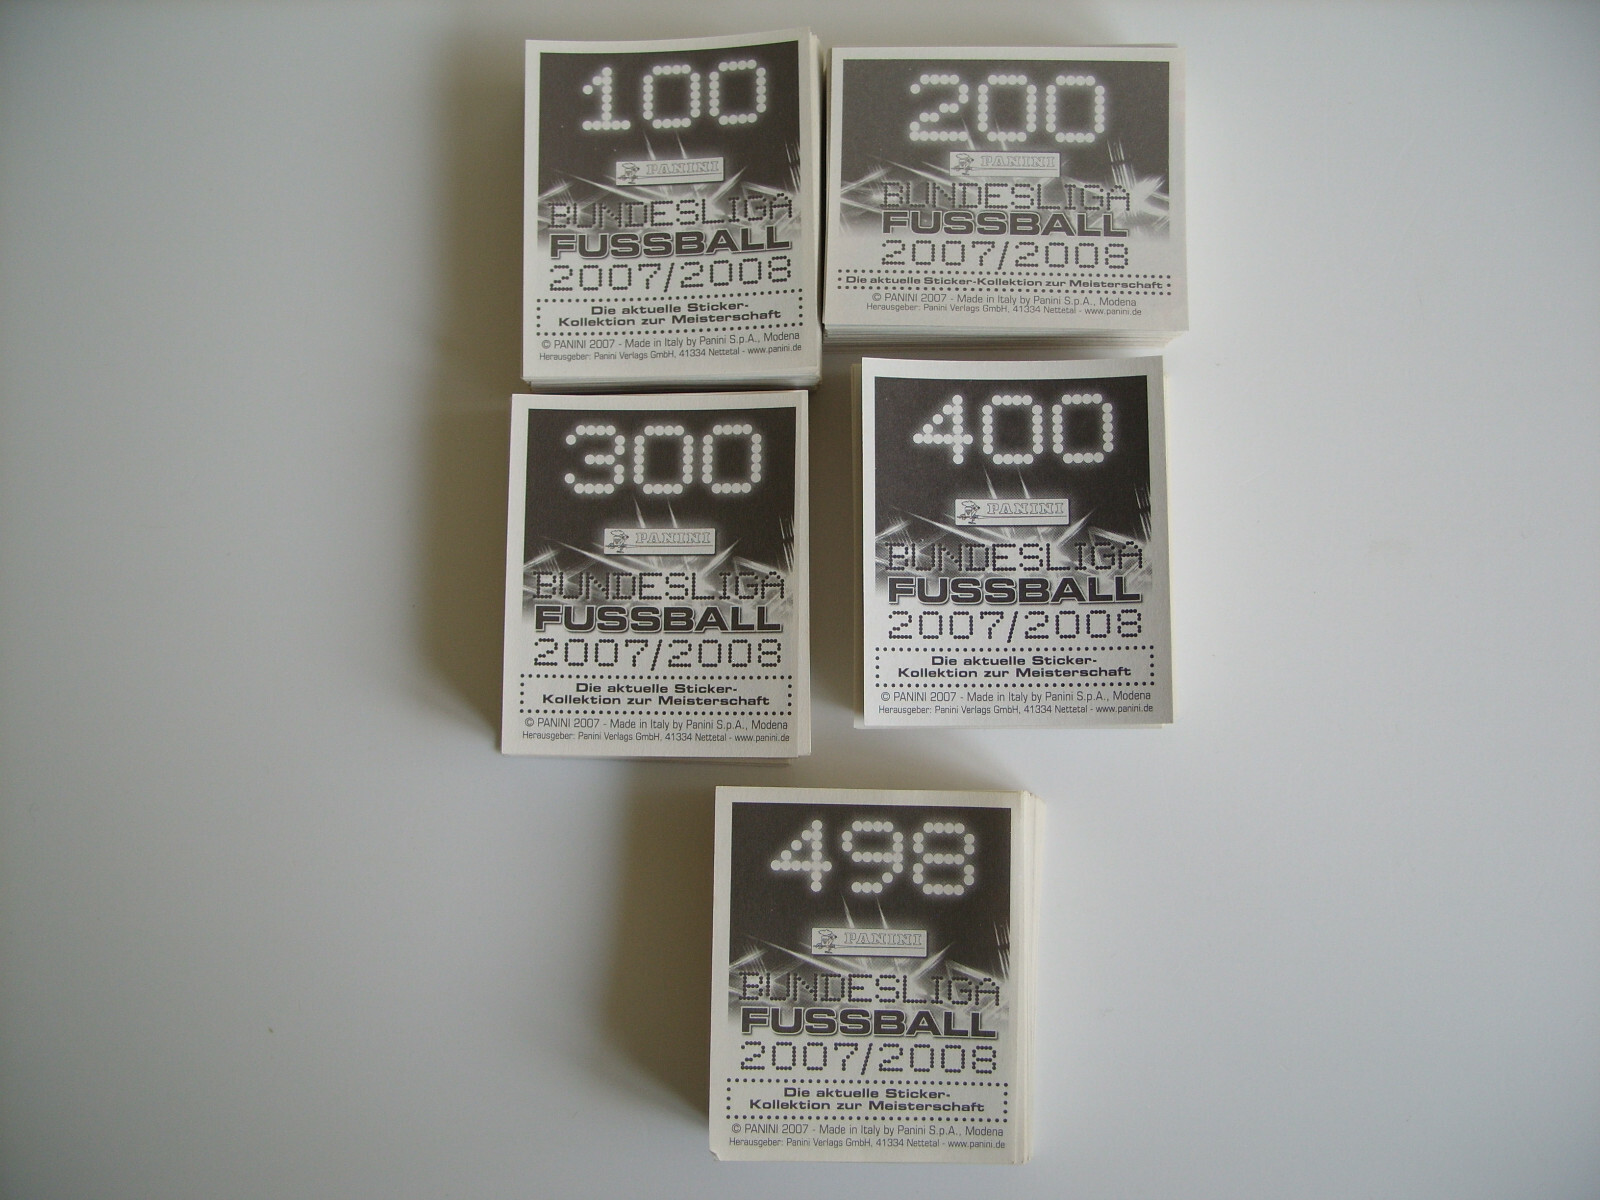 100
PANINI
BUNDESLIGA
FUSSBALL
2007/2008
Die aktuelle Sticker-
Kollektion zur Meisterschaft
© PANINI 2007 - Made in Italy by Panini S.p.A., Modena
Herausgeber: Panini Verlags GmbH, 41334 Nettetal - www.panini.de
200
PANINI
BUNDESLIGA
FUSSBALL
2007/2008
Die aktuelle Sticker-Kollektion zur Meisterschaft
© PANINI 2007 - Made in Italy by Panini S.p.A., Modena
Herausgeber: Panini Verlags GmbH, 41334 Nettetal - www.panini.de
300
PANINI
BUNDESLIGA
FUSSBALL
2007/2008
Die aktuelle Sticker-
Kollektion zur Meisterschaft
© PANINI 2007 - Made in Italy by Panini S.p.A., Modena
Herausgeber: Panini Verlags GmbH, 41334 Nettetal - www.panini.de
400
PANINI
BUNDESLIGA
FUSSBALL
2007/2008
Die aktuelle Sticker-
Kollektion zur Meisterschaft
© PANINI 2007 - Made in Italy by Panini S.p.A., Modena
Herausgeber: Panini Verlags GmbH, 41334 Nettetal - www.panini.de
498
PANINI
BUNDESLIGA
FUSSBALL
2007/2008
Die aktuelle Sticker-
Kollektion zur Meisterschaft
© PANINI 2007 - Made in Italy by Panini S.p.A., Modena
Herausgeber: Panini Verlags GmbH, 41334 Nettetal - www.panini.de